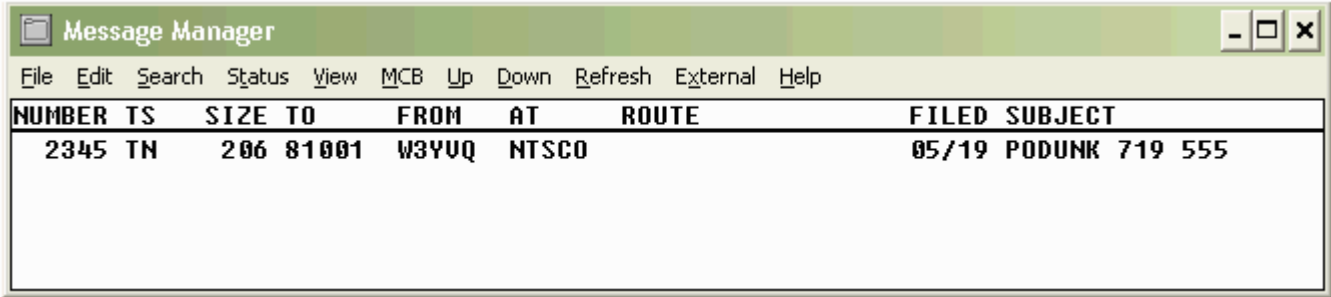 Message Manager
File Edit Search Status View MCB Up Down Refresh External Help
NUMBER TS SIZE TO FROM AT ROUTE FILED SUBJECT
2345 TN 206 81001 W3YVQ NTSCO 05/19 PODUNK 719 555